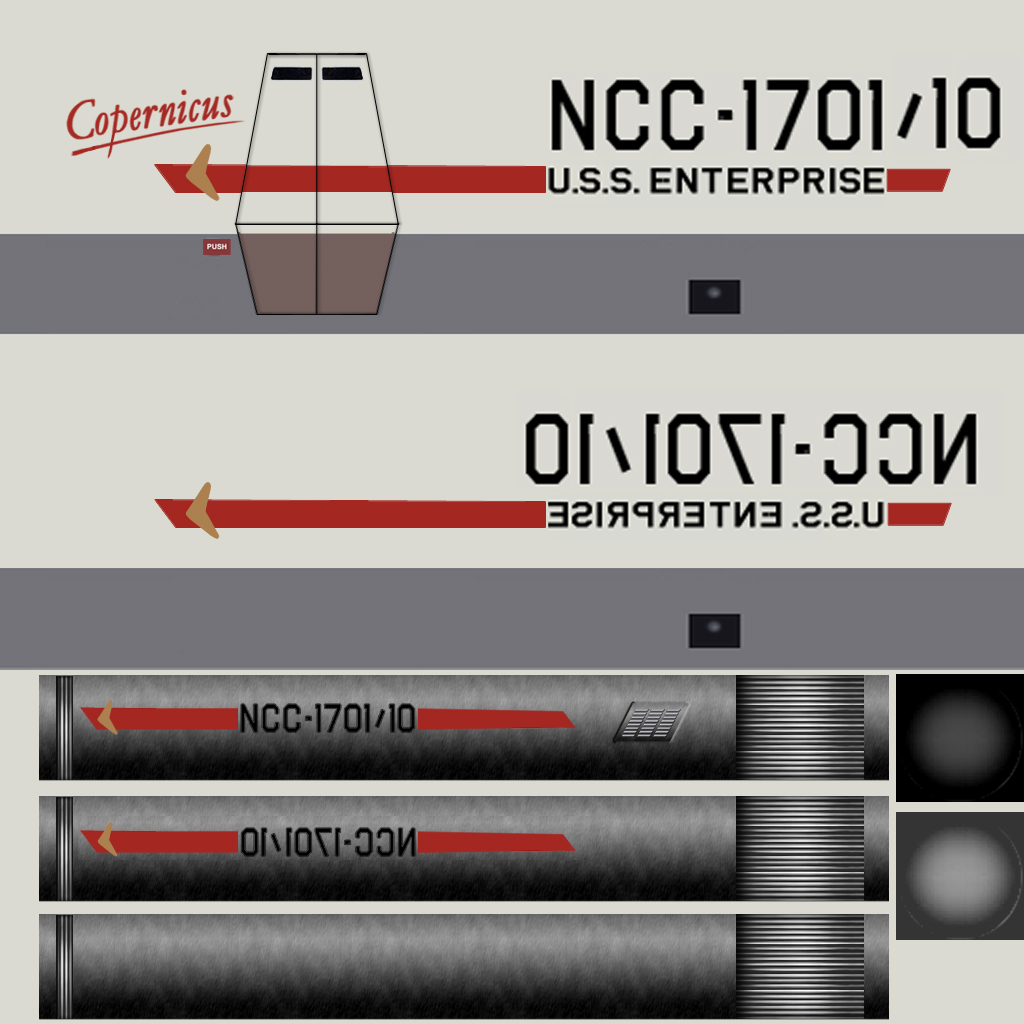 Copernicus
NCC-1701/10
U.S.S. ENTERPRISE
PUSH
NCC-1701/10
U.S.S. ENTERPRISE
NCC-1701/10
NCC-1701/10